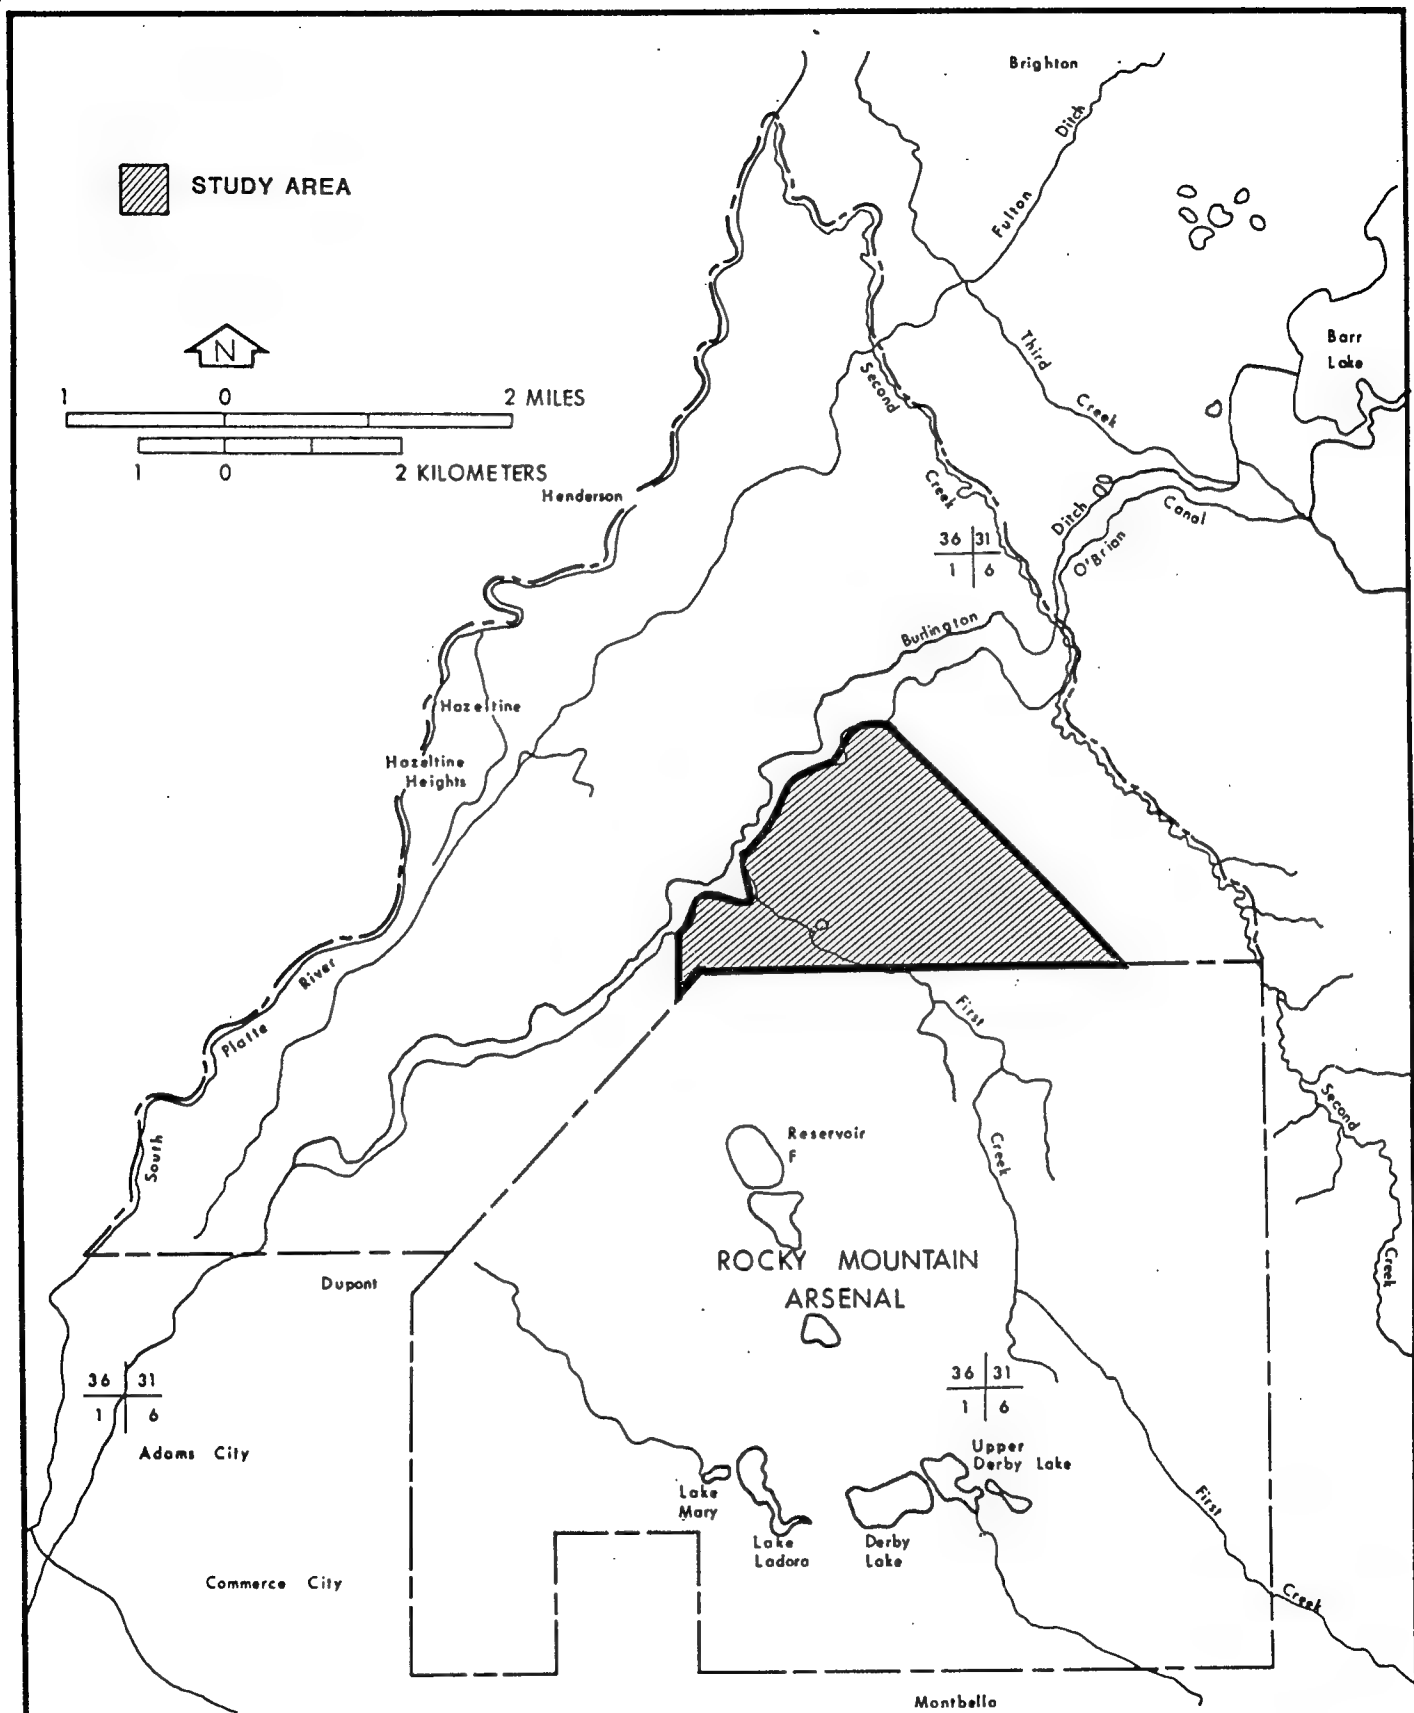 Brighton
Ditch
Fulton
STUDY AREA
N
Barr
Lake
Third
Creek
1 0 2 MILES
1 0 2 KILOMETERS
Second
Creek
Henderson
Ditch
Canal
O'Brian
36 31
1 6
Burlington
Hazeltine
Hazeltine
Heights
River
Platte
South
First
Creek
Second
Creek
Reservoir
F
ROCKY MOUNTAIN
ARSENAL
Dupont
36 31
1 6
36 31
1 6
Adams City
Upper
Derby Lake
Lake
Mary
Lake
Ladora
Derby
Lake
First
Creek
Commerce City
Montbello